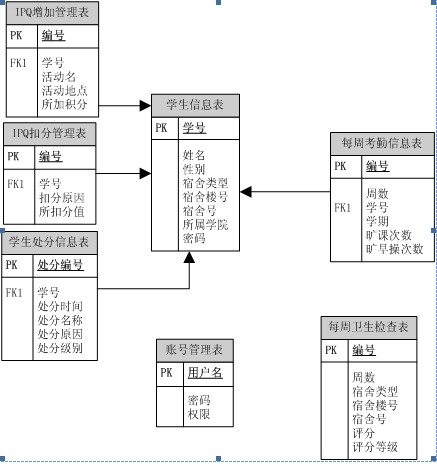 IPQ增加管理表
PK 编号
FK1 学号
活动名
活动地点
所加积分
IPQ扣分管理表
PK 编号
FK1 学号
扣分原因
所扣分值
学生处分信息表
PK 处分编号
FK1 学号
处分时间
处分名称
处分原因
处分级别
学生信息表
PK 学号
姓名
性别
宿舍类型
宿舍楼号
宿舍号
所属学院
密码
账号管理表
PK 用户名
密码
权限
每周考勤信息表
PK 编号
周数
FK1 学号
学期
旷课次数
旷早操次数
每周卫生检查表
PK 编号
周数
宿舍类型
宿舍楼号
宿舍号
评分
评分等级